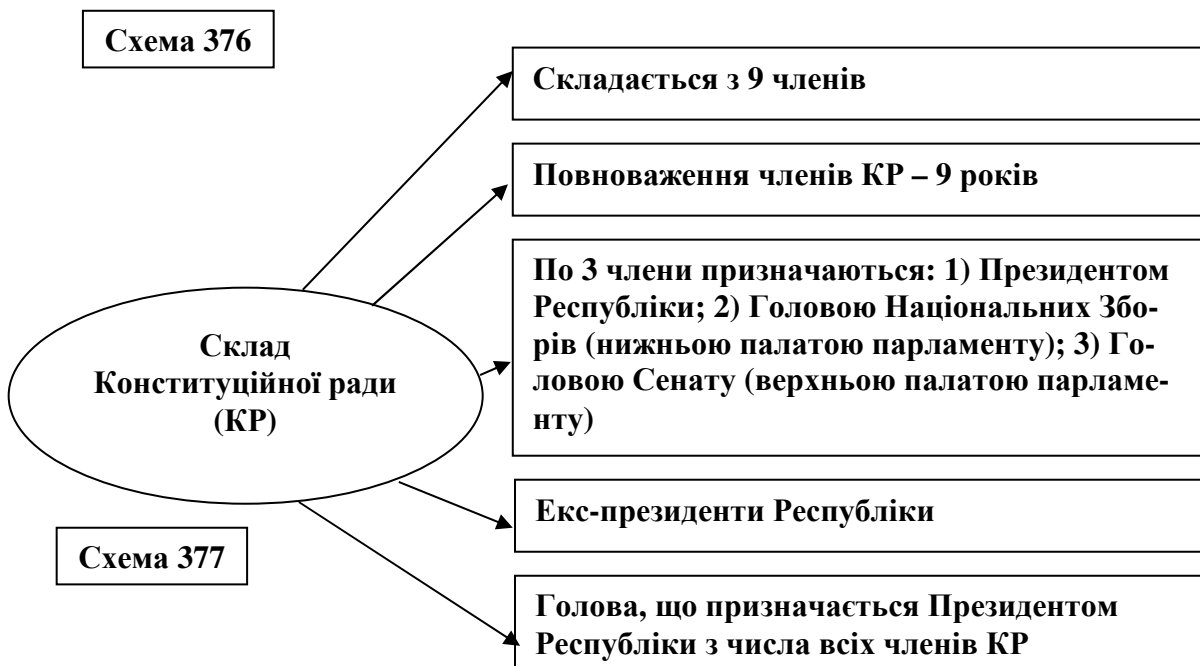 Схема 376
Складається з 9 членів
Повноваження членів КР – 9 років
По 3 члени призначаються: 1) Президентом
Республіки; 2) Головою Національних Збо-
рів (нижньою палатою парламенту); 3) Го-
ловою Сенату (верхньою палатою парламе-
нту)
Склад
Конституційної ради
(КР)
Екс-президенти Республіки
Схема 377
Голова, що призначається Президентом
Республіки з числа всіх членів КР